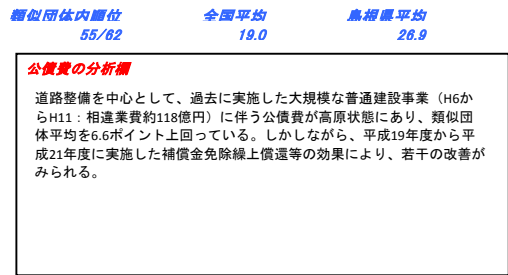 類似団体内順位 全国平均 島根県平均
55/62 19.0 26.9
公債費の分析欄
道路整備を中心として、過去に実施した大規模な普通建設事業（H6か
らH11：相違業費約118億円）に伴う公債費が高原状態にあり、類似団
体平均を6.6ポイント上回っている。しかしながら、平成19年度から平
成21年度に実施した補償金免除繰上償還等の効果により、若干の改善が
みられる。